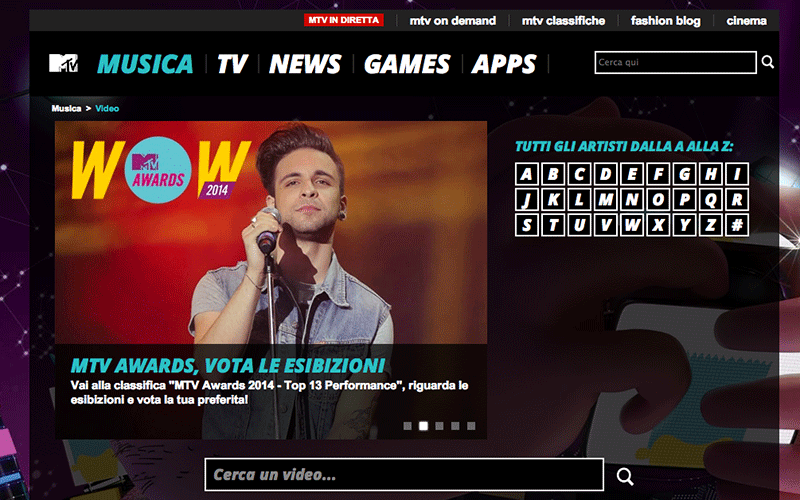 MTV IN DIRETTA mtv on demand mtv classifiche fashion blog cinema
MTV MUSICA TV NEWS GAMES APPS Cerca qui
Musica > Video
WOW
MTV
AWARDS
2014
TUTTI GLI ARTISTI DALLA A ALLA Z:
A B C D E F G H I
J K L M N O P Q R
S T U V W X Y Z #
MTV AWARDS, VOTA LE ESIBIZIONI
Vai alla classifica "MTV Awards 2014 - Top 13 Performance", riguarda le
esibizioni e vota la tua preferita!
Cerca un video...